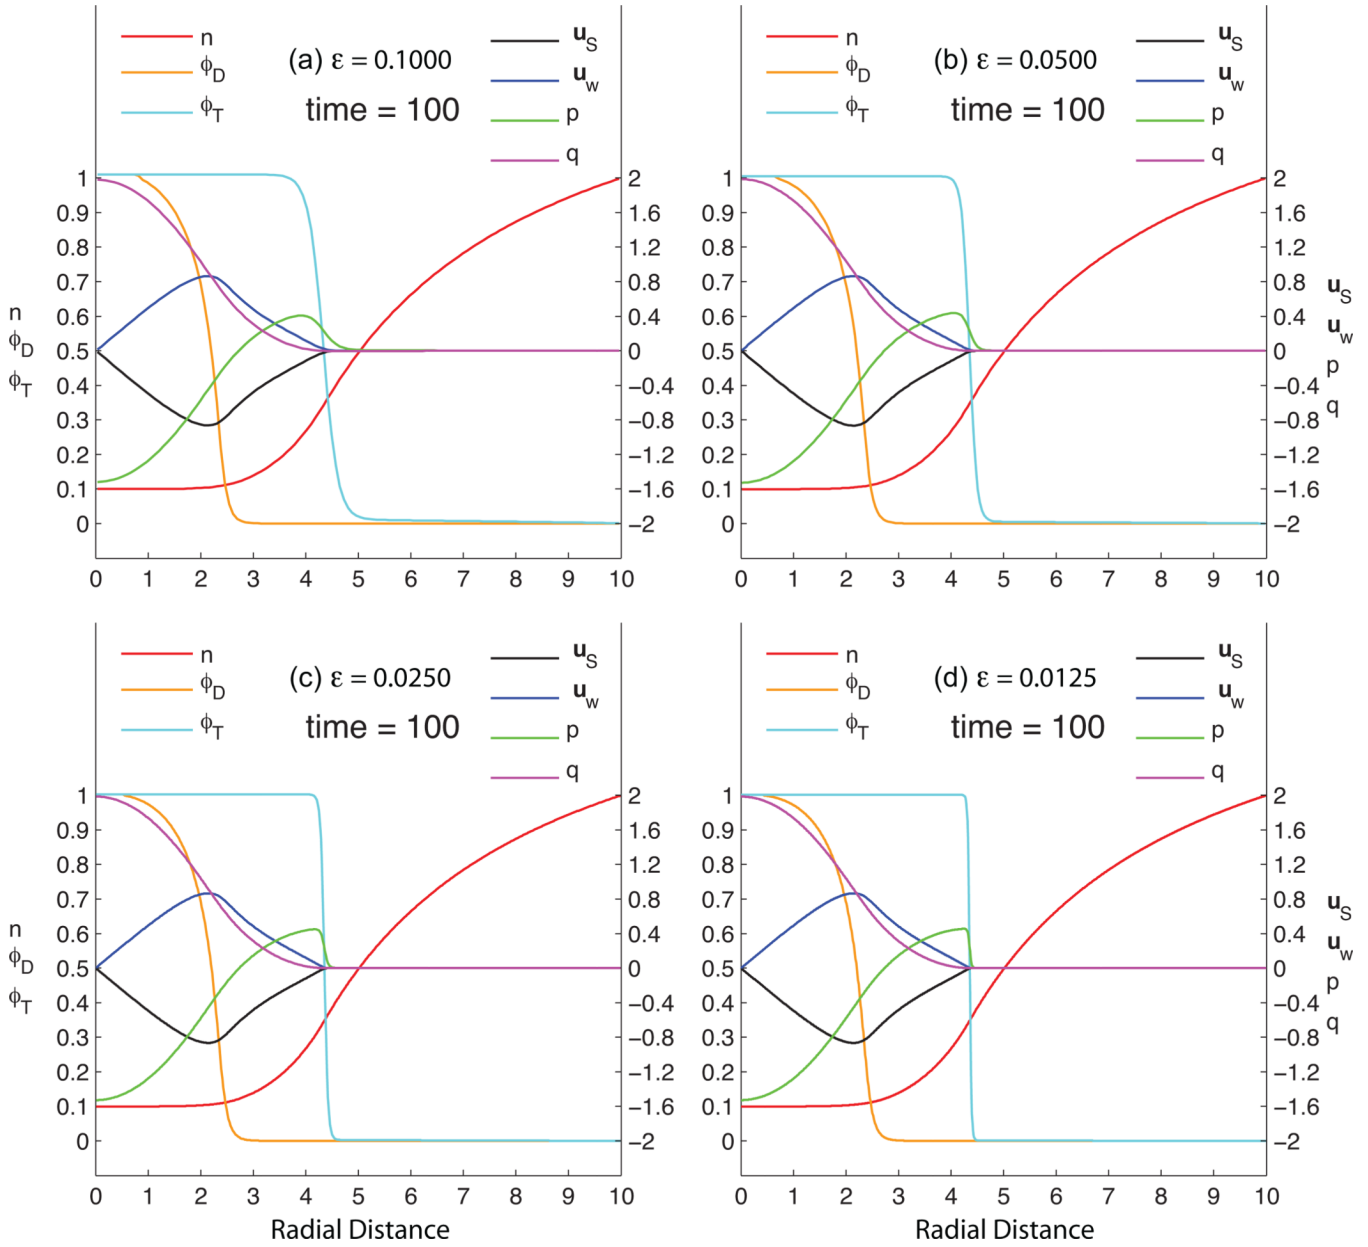 n
ϕD
ϕT
(a) ε = 0.1000
time = 100
uS
uw
p
q
1
0.9
0.8
0.7
0.6
0.5
0.4
0.3
0.2
0.1
0
n
ϕD
ϕT
2
1.6
1.2
0.8
0.4
0
−0.4
−0.8
−1.2
−1.6
−2
0 1 2 3 4 5 6 7 8 9 10
n
ϕD
ϕT
(b) ε = 0.0500
time = 100
uS
uw
p
q
1
0.9
0.8
0.7
0.6
0.5
0.4
0.3
0.2
0.1
0
2
1.6
1.2
0.8
0.4
0
−0.4
−0.8
−1.2
−1.6
−2
uS
uw
p
q
0 1 2 3 4 5 6 7 8 9 10
n
ϕD
ϕT
(c) ε = 0.0250
time = 100
uS
uw
p
q
1
0.9
0.8
0.7
0.6
0.5
0.4
0.3
0.2
0.1
0
n
ϕD
ϕT
2
1.6
1.2
0.8
0.4
0
−0.4
−0.8
−1.2
−1.6
−2
0 1 2 3 4 5 6 7 8 9 10
Radial Distance
n
ϕD
ϕT
(d) ε = 0.0125
time = 100
uS
uw
p
q
1
0.9
0.8
0.7
0.6
0.5
0.4
0.3
0.2
0.1
0
2
1.6
1.2
0.8
0.4
0
−0.4
−0.8
−1.2
−1.6
−2
uS
uw
p
q
0 1 2 3 4 5 6 7 8 9 10
Radial Distance